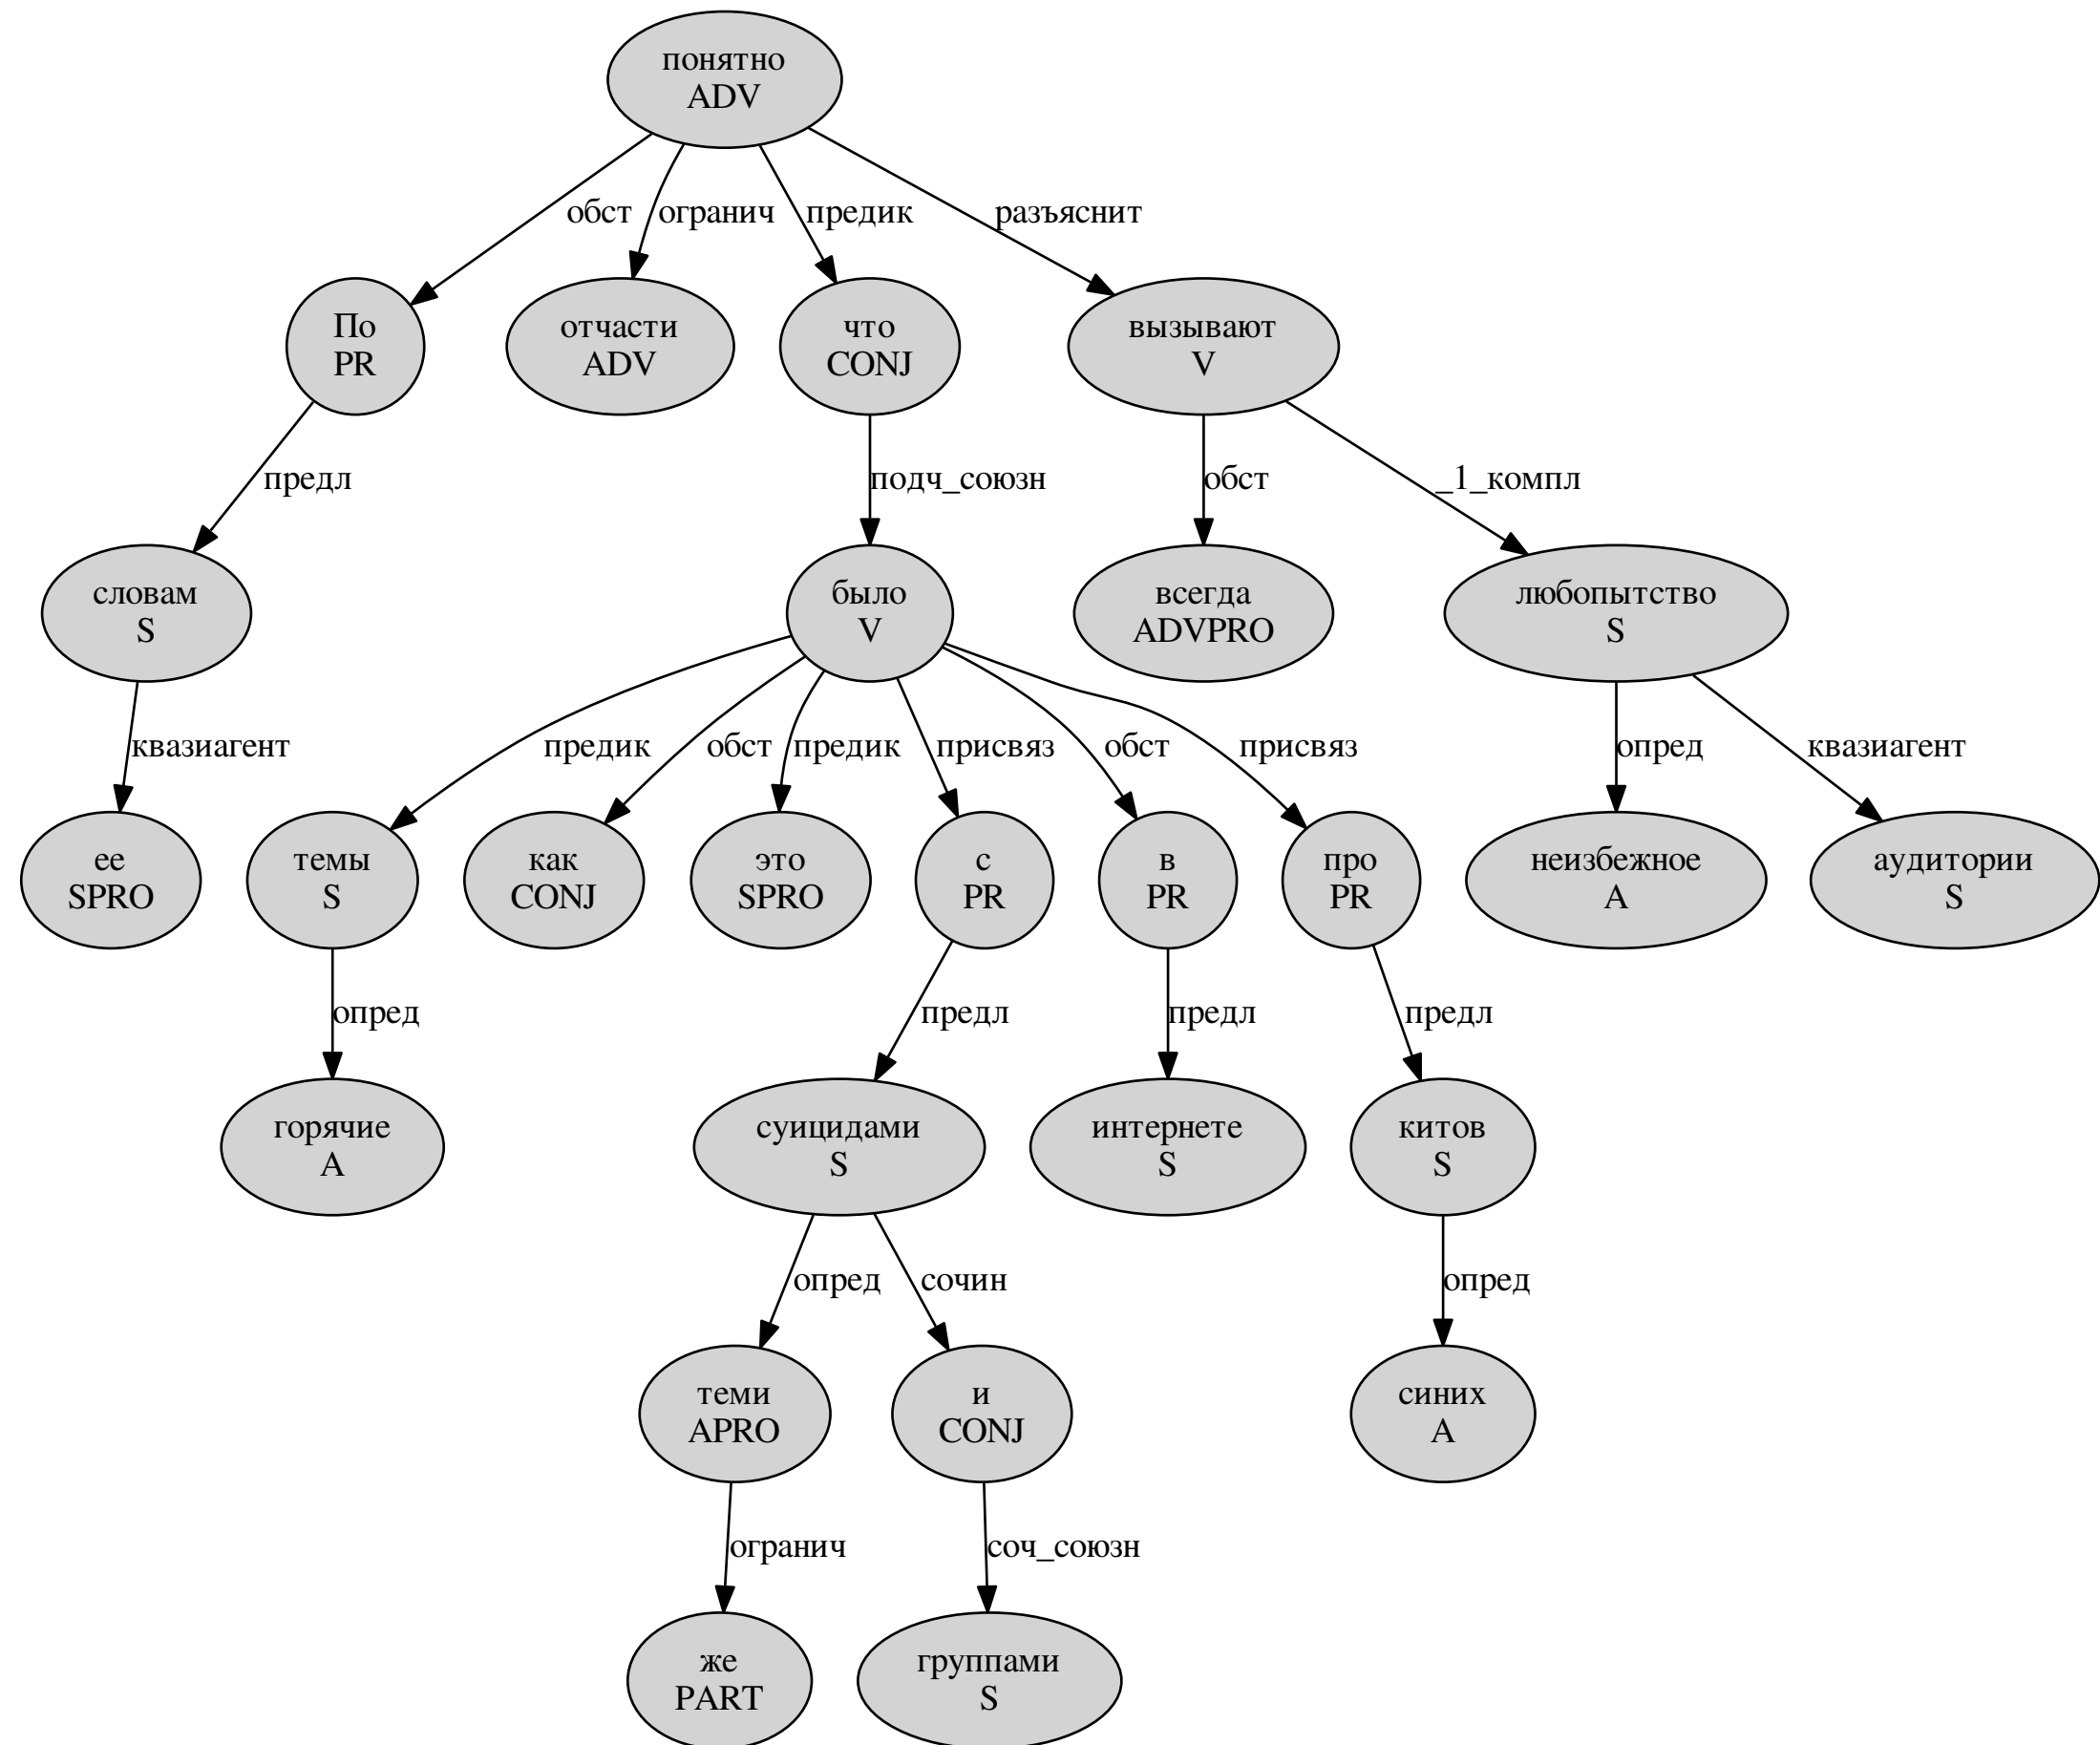 понятно
ADV
обст
огранич
предик
разъяснит
По
PR
отчасти
ADV
что
CONJ
вызывают
V
предл
подч_союзн
обст
_1_компл
словам
S
было
V
всегда
ADVPRO
любопытство
S
квазиагент
предик
обст
предик
присвяз
обст
присвяз
опред
квазиагент
ее
SPRO
темы
S
как
CONJ
это
SPRO
с
PR
в
PR
про
PR
неизбежное
A
аудитории
S
опред
предл
предл
предл
горячие
A
суицидами
S
интернете
S
китов
S
опред
сочин
опред
теми
APRO
и
CONJ
синих
A
огранич
соч_союзн
же
PART
группами
S